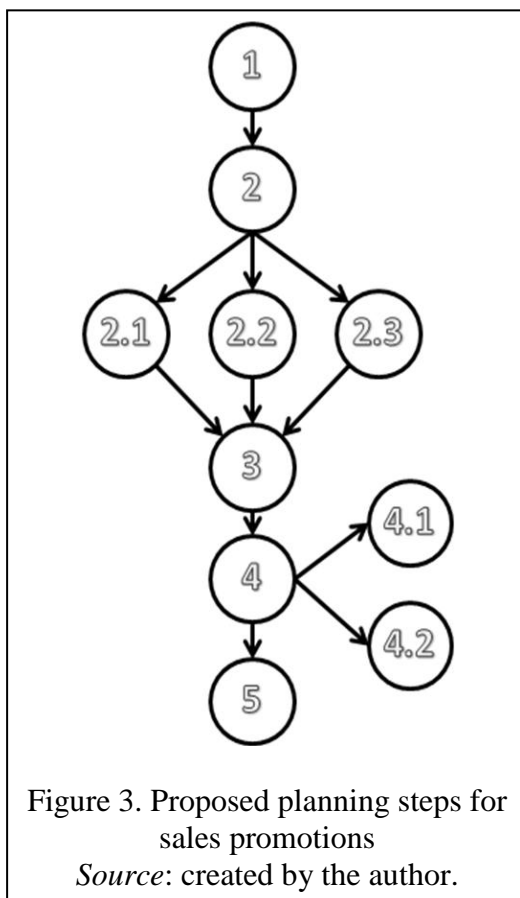 1
2
2.1 2.2 2.3
3
4.1
4
4.2
5
Figure 3. Proposed planning steps for
sales promotions
Source: created by the author.